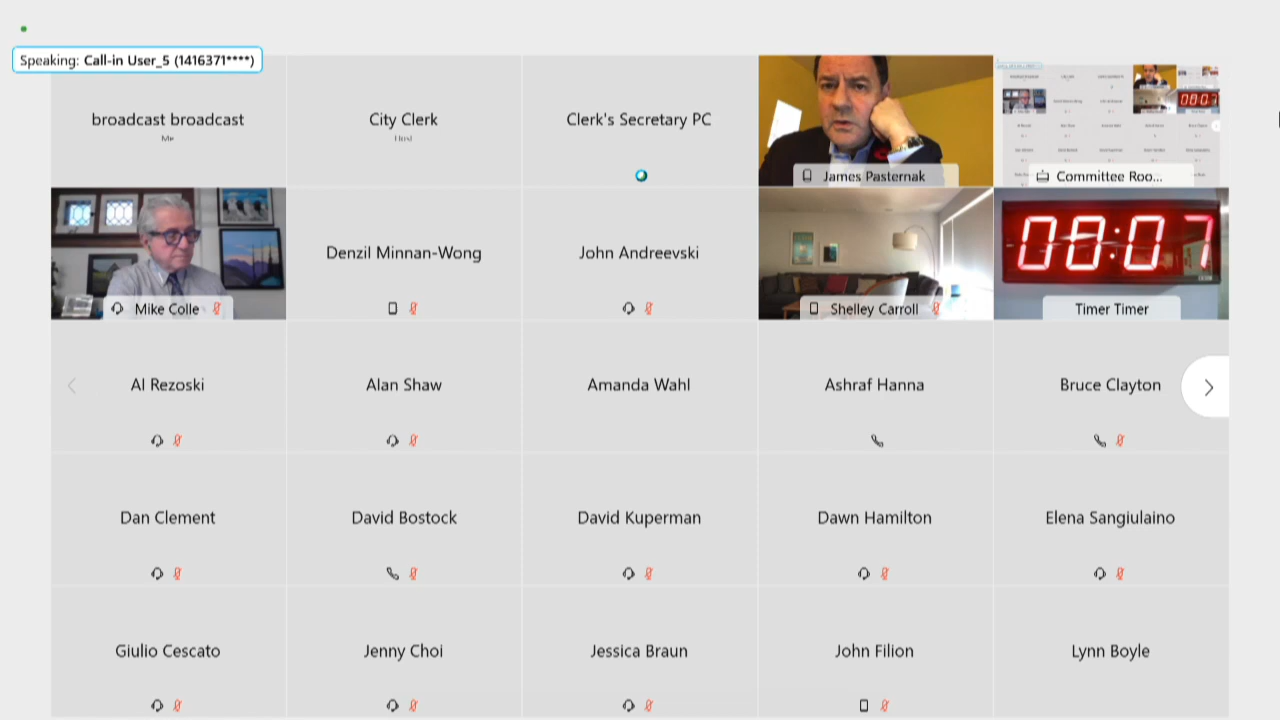 Speaking: Call-in User_5 (1416371****)
broadcast broadcast
Me
City Clerk
Host
Clerk's Secretary PC
James Pasternak
Committee Roo...
Mike Colle
Denzil Minnan-Wong
John Andreevski
Shelley Carroll
08:07
Timer Timer
Al Rezoski
Alan Shaw
Amanda Wahl
Ashraf Hanna
Bruce Clayton
Dan Clement
David Bostock
David Kuperman
Dawn Hamilton
Elena Sangiulaino
Giulio Cescato
Jenny Choi
Jessica Braun
John Filion
Lynn Boyle